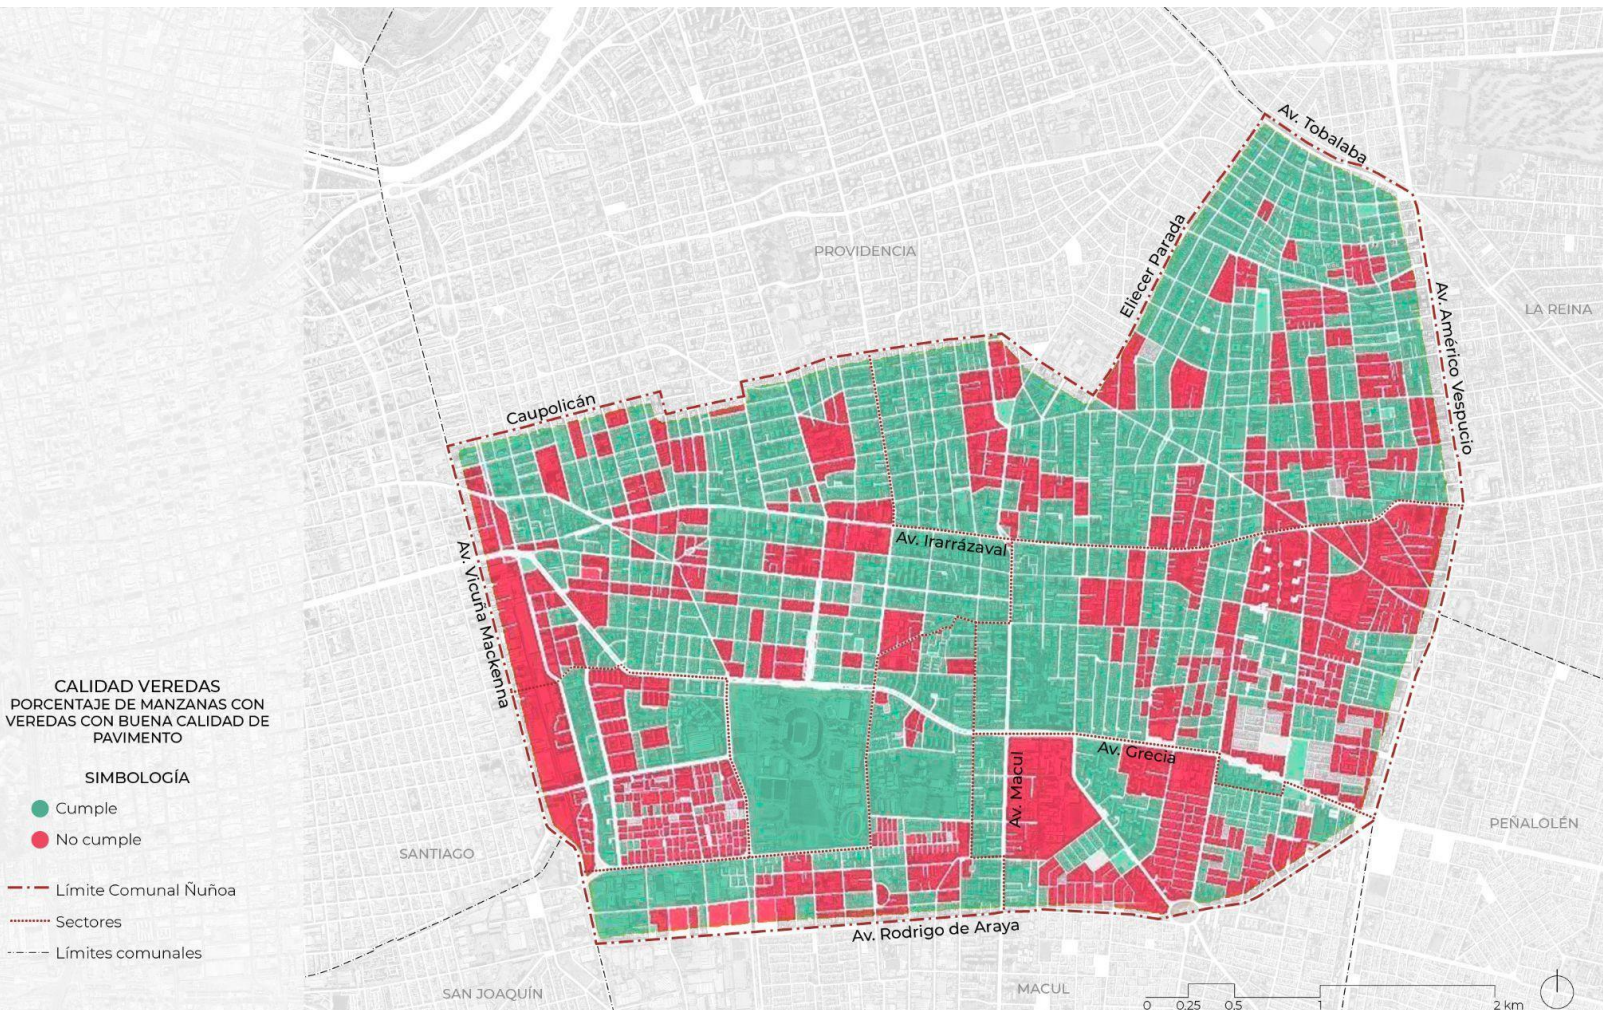 Av. Tobalaba
Eliecer Parada
PROVIDENCIA
LA REINA
Av. Américo Vespucio
Caupolicán
Av. Irarrázaval
Av. Vicuña Mackenna
CALIDAD VEREDAS
PORCENTAJE DE MANZANAS CON
VEREDAS CON BUENA CALIDAD DE
PAVIMENTO
SIMBOLOGÍA
Cumple
No cumple
Límite Comunal Ñuñoa
Sectores
Límites comunales
Av. Grecia
Av. Macul
SANTIAGO
PEÑALOLÉN
Av. Rodrigo de Araya
SAN JOAQUÍN
MACUL
0 0,25 0,5 1 2 km